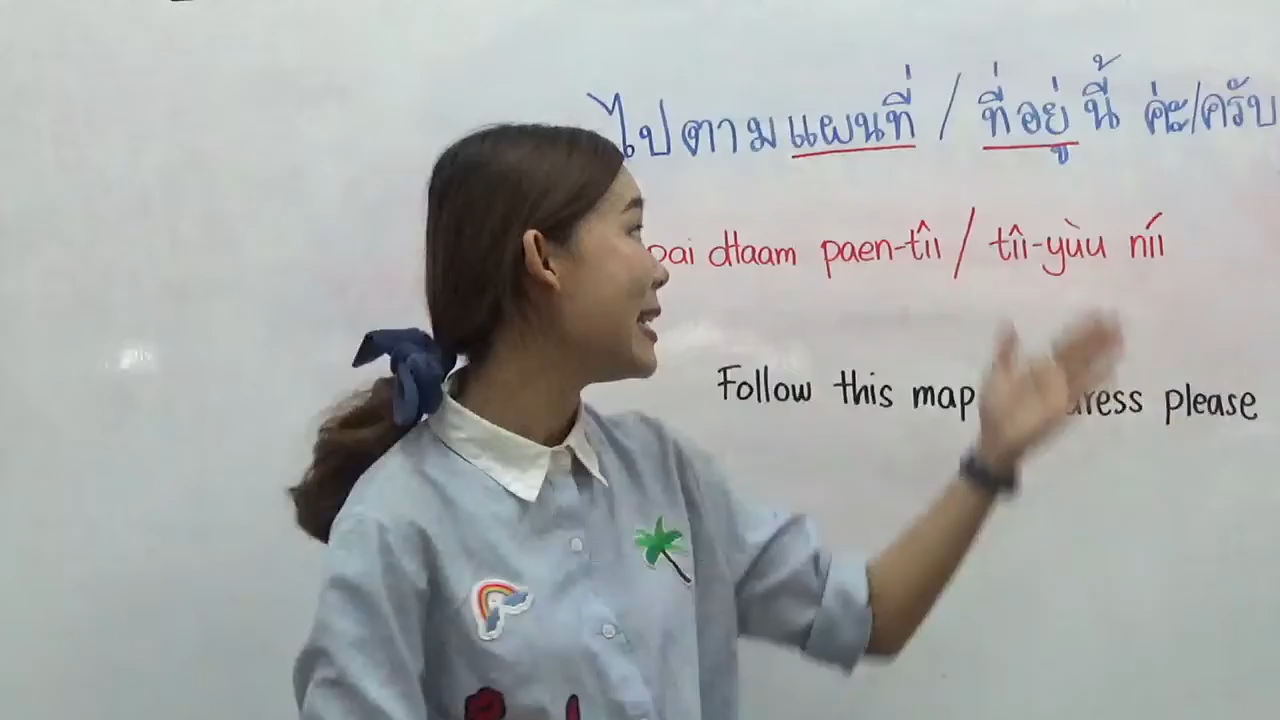 ไปตามแผนที่ / ที่อยู่ นี้ ค่ะ/ครับ
pai dtaam paen-tîi / tîi-yùu níi
Follow this map please